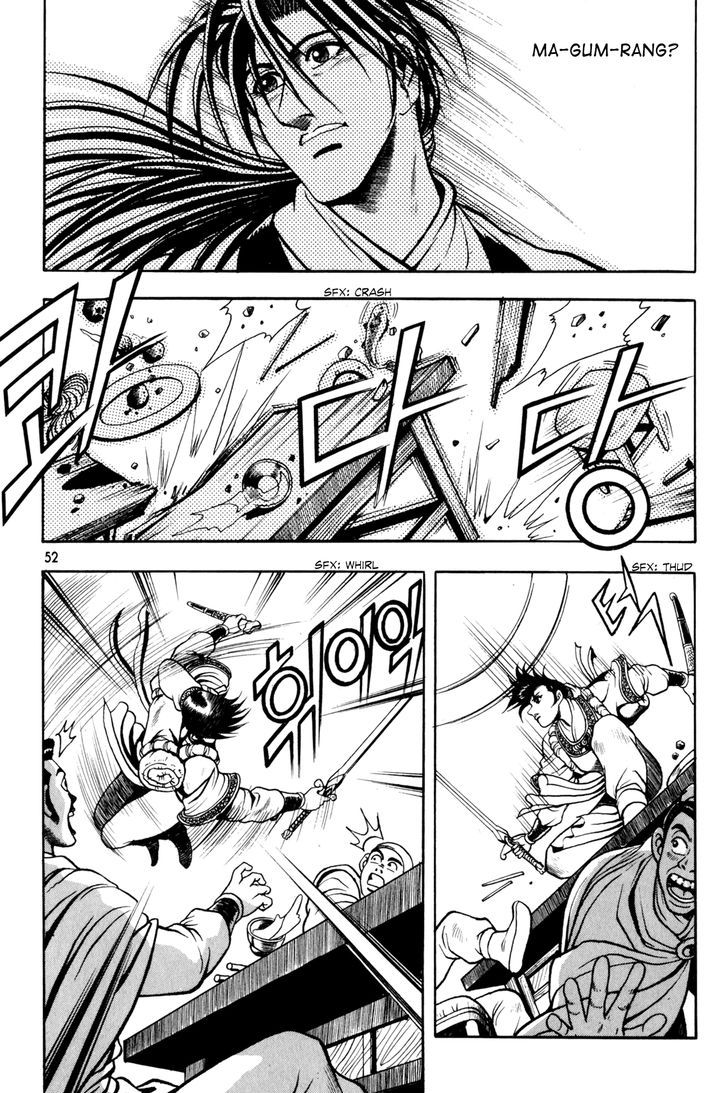 MA-GUM-RANG?
SFX: CRASH
콰 다 당
52
SFX: WHIRL
휘이익
SFX: THUD
턱